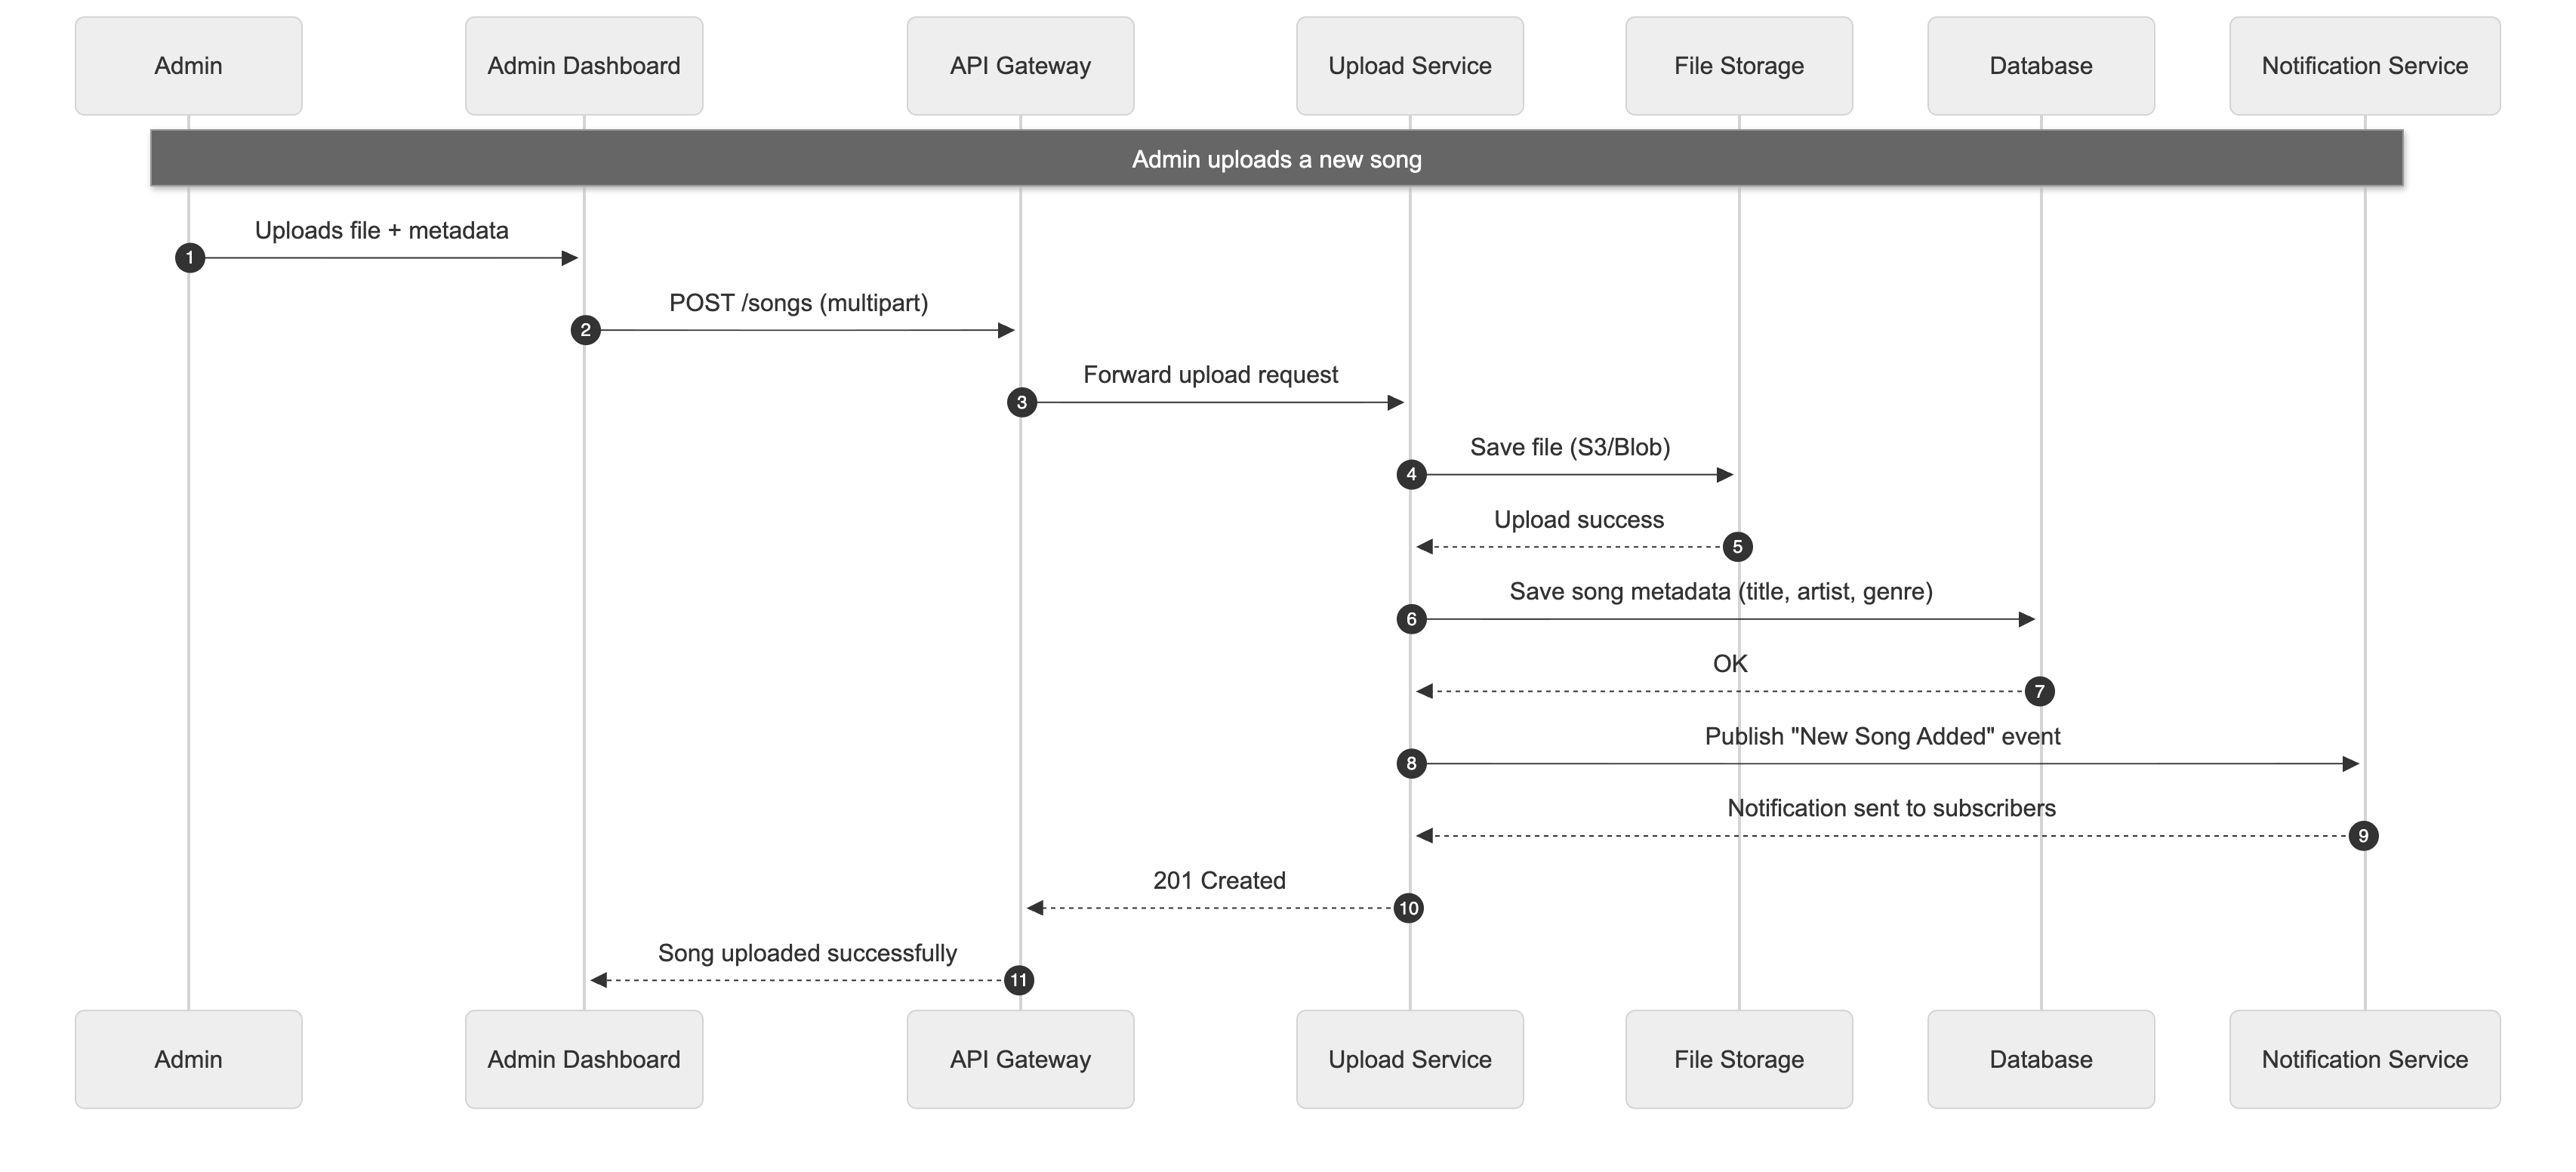 Admin
Admin Dashboard
API Gateway
Upload Service
File Storage
Database
Notification Service
Admin uploads a new song
Uploads file + metadata
1
POST /songs (multipart)
2
Forward upload request
3
Save file (S3/Blob)
4
Upload success
5
Save song metadata (title, artist, genre)
6
OK
7
Publish "New Song Added" event
8
Notification sent to subscribers
9
201 Created
10
Song uploaded successfully
11
Admin
Admin Dashboard
API Gateway
Upload Service
File Storage
Database
Notification Service